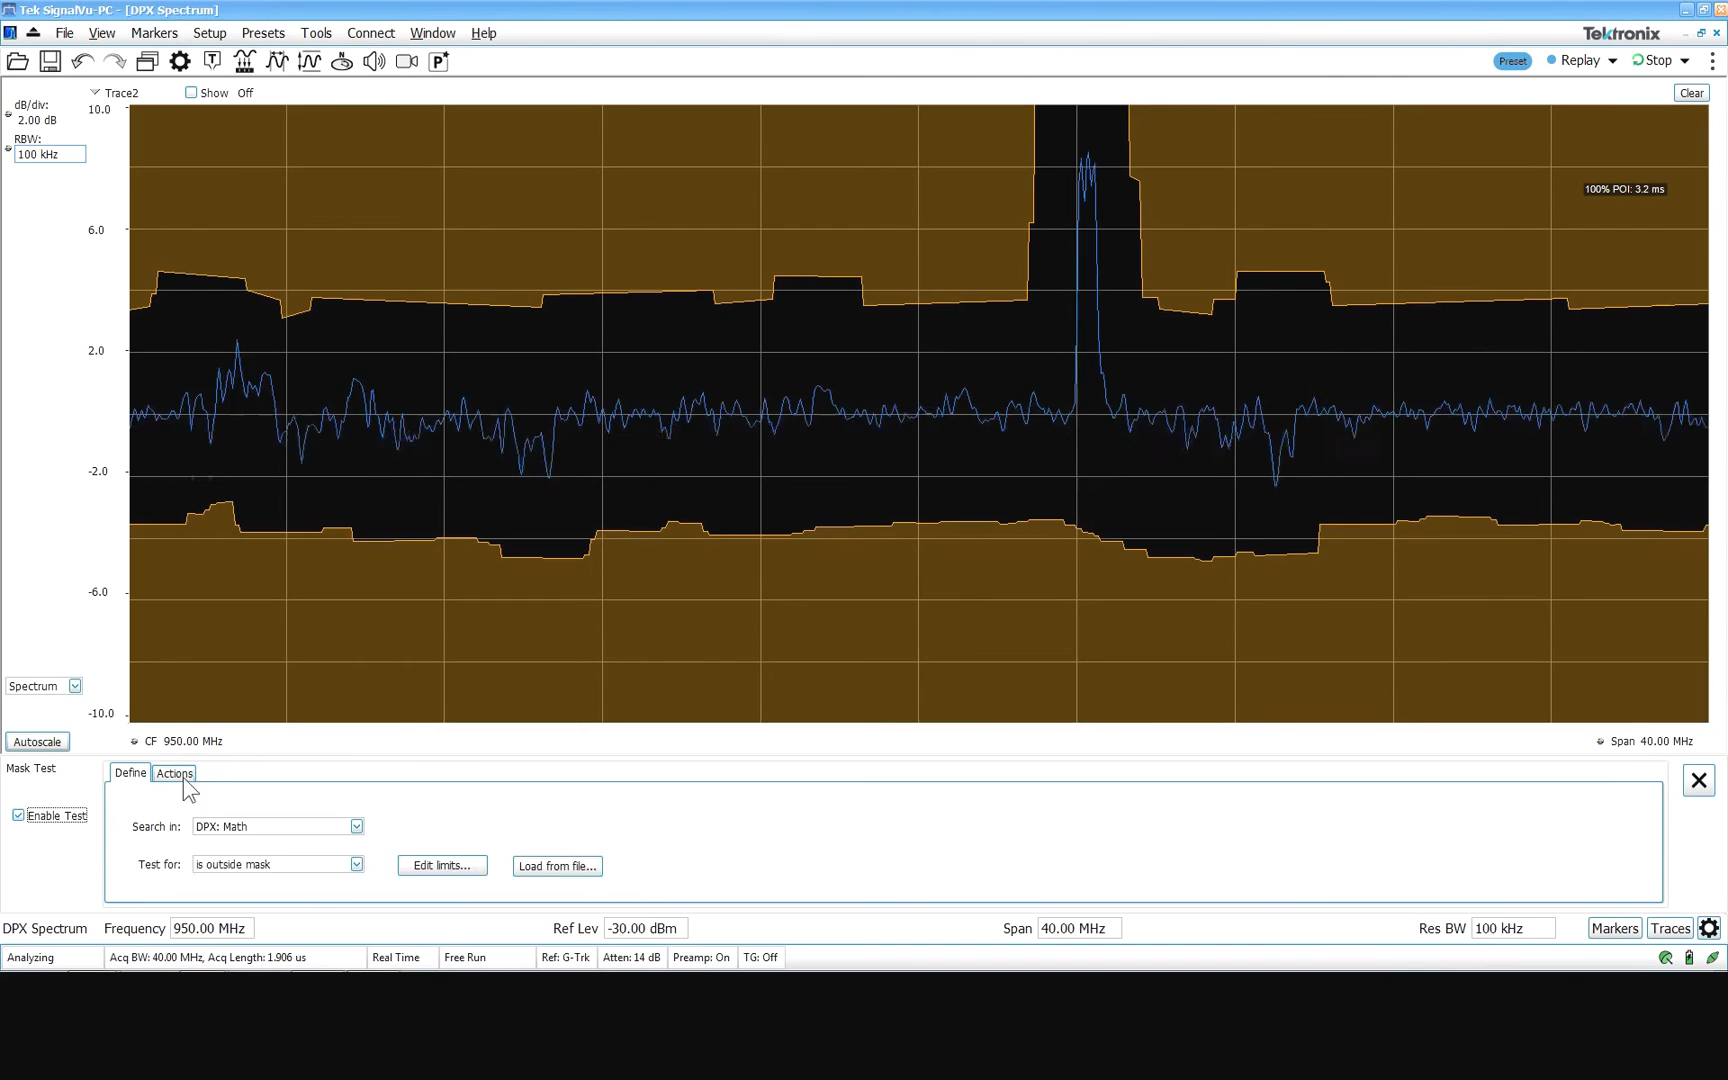 Tek SignalVu-PC - [DPX Spectrum]
File View Markers Setup Presets Tools Connect Window Help
Tektronix
Preset Replay Stop
Trace2 Show Off
Clear
dB/div:
2.00 dB
RBW:
100 kHz
10.0
6.0
2.0
-2.0
-6.0
-10.0
100% POI: 3.2 ms
Spectrum
Autoscale
CF 950.00 MHz
Span 40.00 MHz
Mask Test
Define Actions
Enable Test
Search in: DPX: Math
Test for: is outside mask Edit limits... Load from file...
DPX Spectrum Frequency 950.00 MHz Ref Lev -30.00 dBm Span 40.00 MHz Res BW 100 kHz Markers Traces
Analyzing Acq BW: 40.00 MHz, Acq Length: 1.906 us Real Time Free Run Ref: G-Trk Atten: 14 dB Preamp: On TG: Off